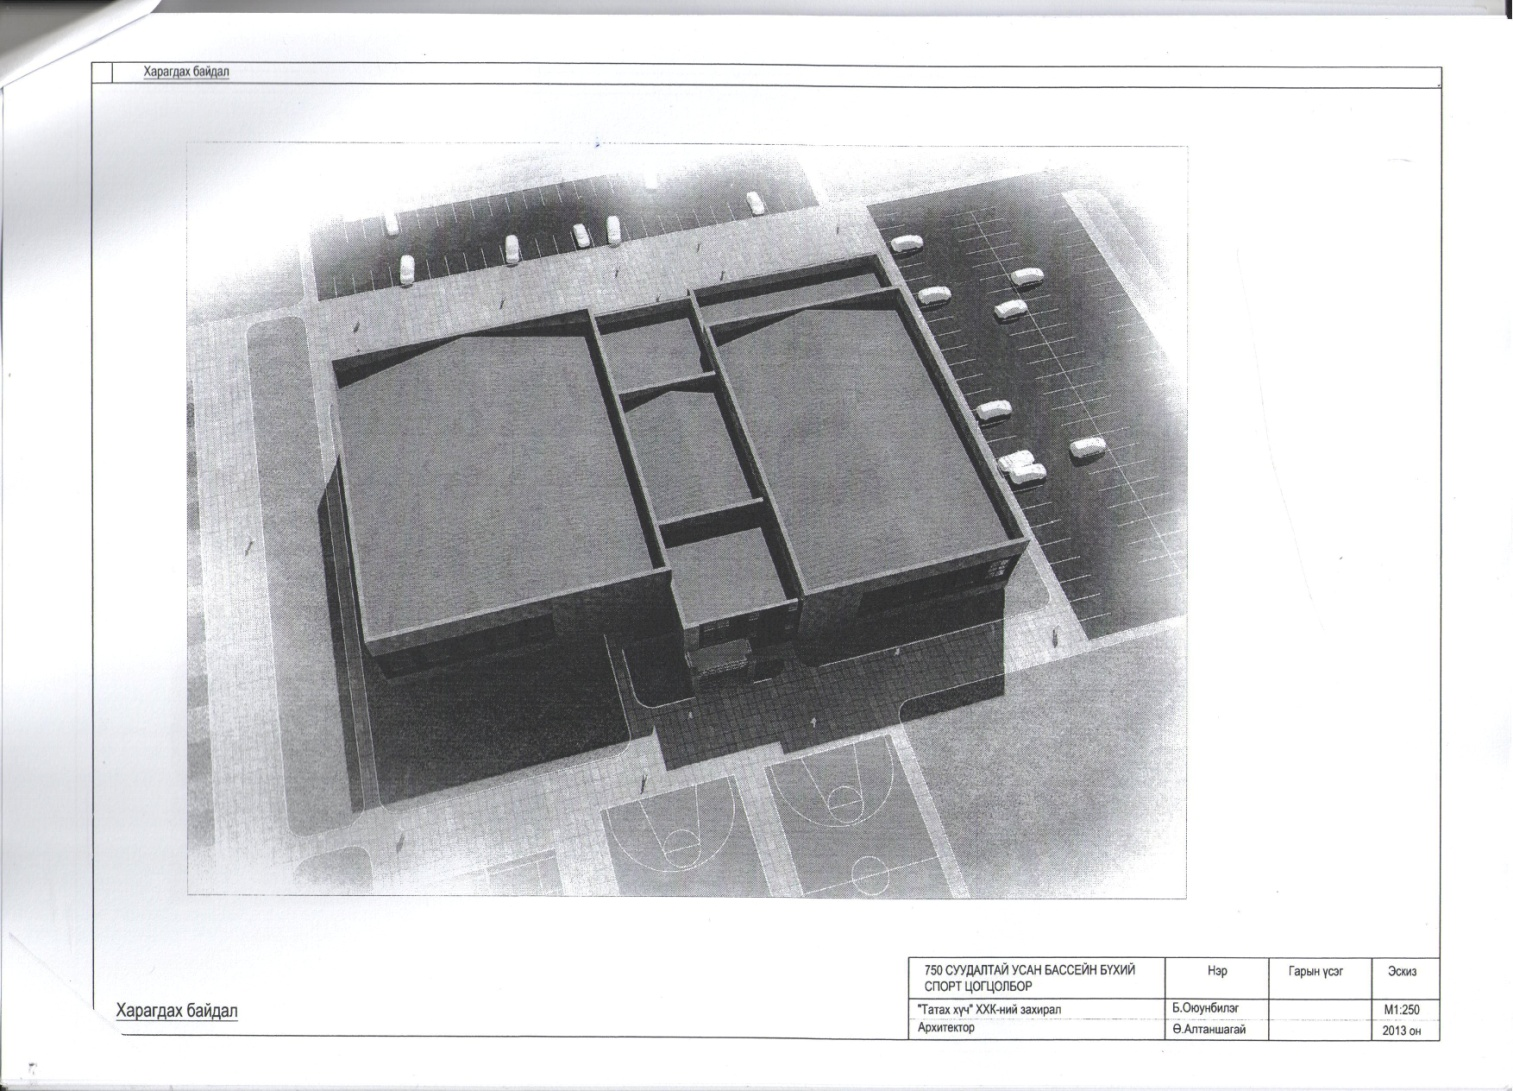 Харагдах байдал
750 СУУДАЛТАЙ УСАН БАССЕЙН БҮХИЙ
СПОРТ ЦОГЦОЛБОР
Нэр
Гарын үсэг
Эскиз
"Татах хүч" ХХК-ний захирал
Б.Оюунбилэг
М1:250
Архитектор
Ө.Алтаншагай
2013 он
Харагдах байдал